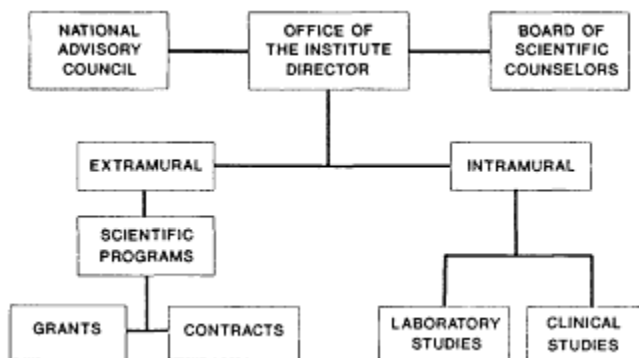 NATIONAL
ADVISORY
COUNCIL
OFFICE OF
THE INSTITUTE
DIRECTOR
BOARD OF
SCIENTIFIC
COUNSELORS
EXTRAMURAL
INTRAMURAL
SCIENTIFIC
PROGRAMS
GRANTS
CONTRACTS
LABORATORY
STUDIES
CLINICAL
STUDIES